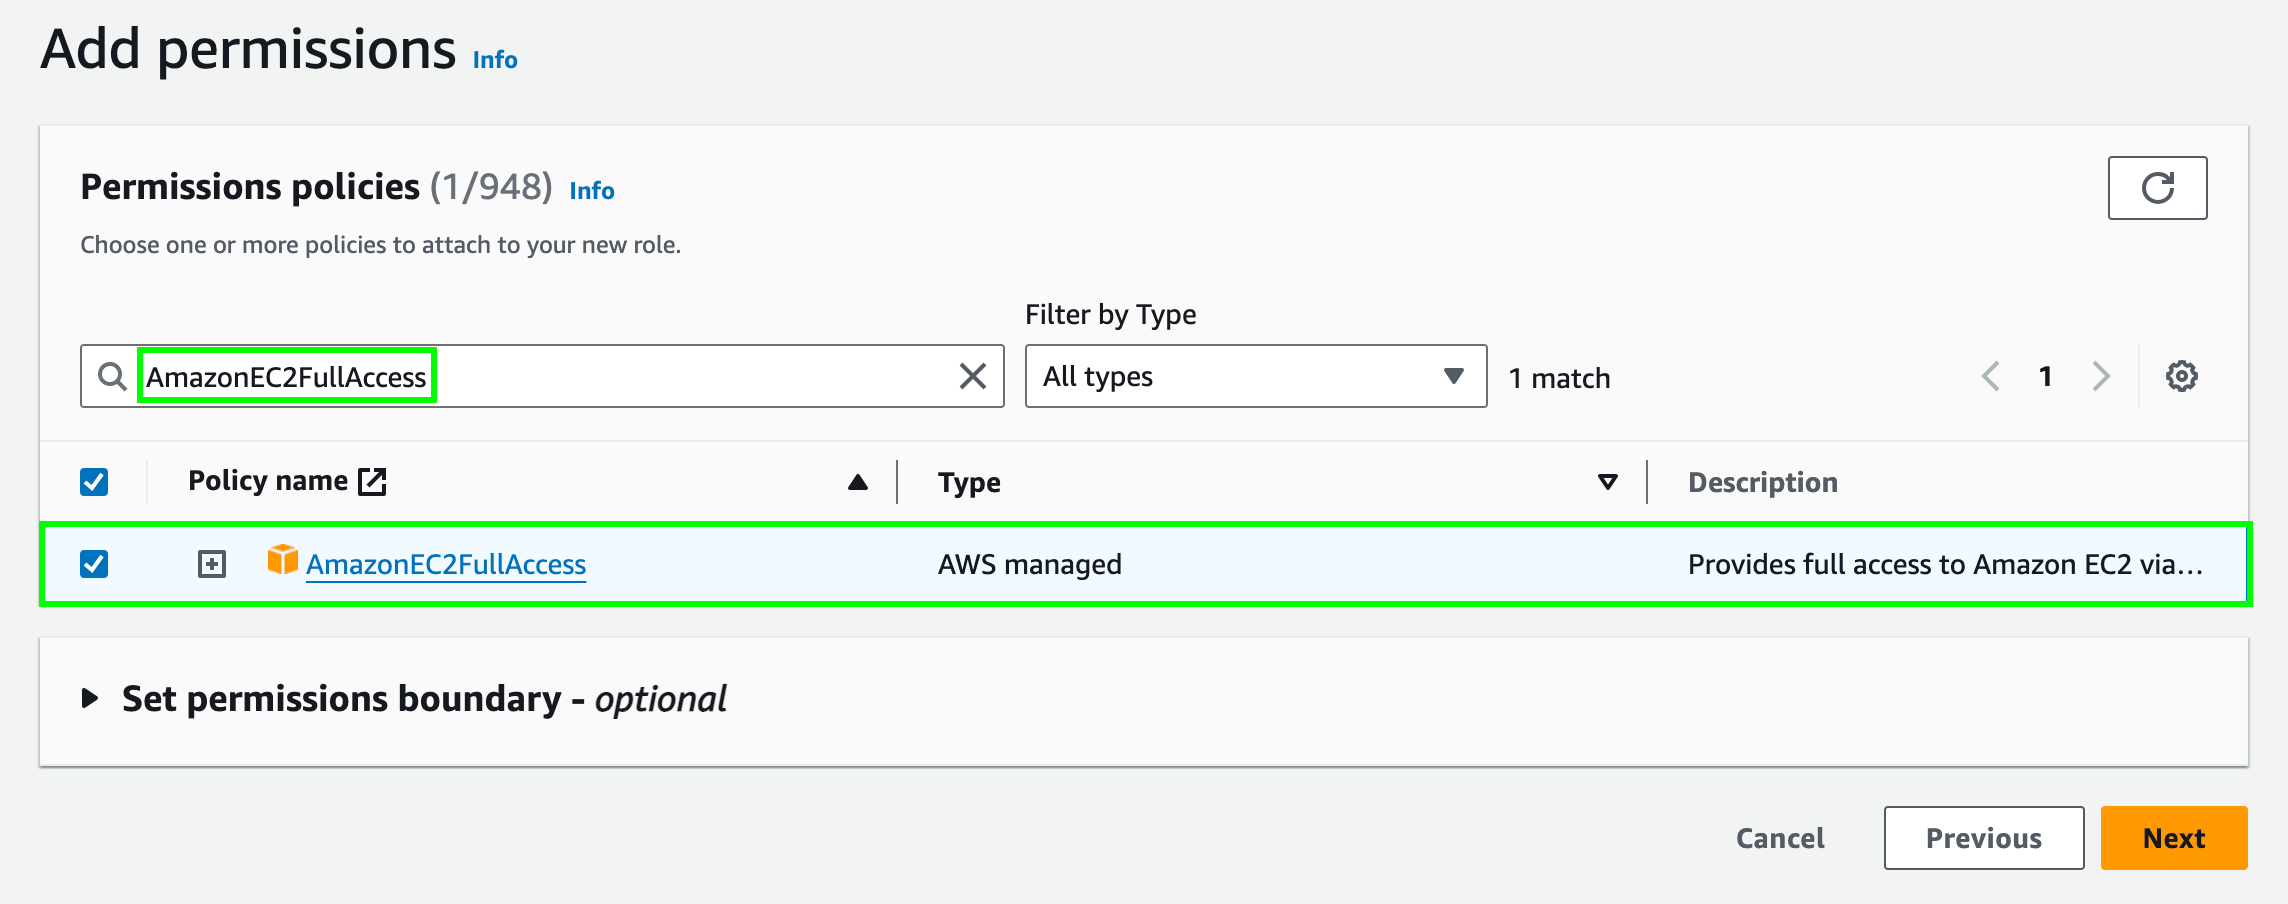 Add permissions Info
Permissions policies (1/948) Info
Choose one or more policies to attach to your new role.
Filter by Type
AmazonEC2FullAccess All types 1 match 1
Policy name Type Description
AmazonEC2FullAccess AWS managed Provides full access to Amazon EC2 via...
Set permissions boundary - optional
Cancel Previous Next